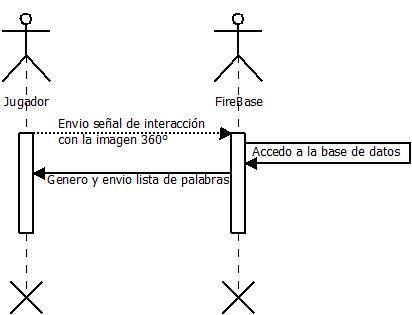 Jugador
FireBase
Envio señal de interacción
con la imagen 360º
Accedo a la base de datos
Genero y envio lista de palabras